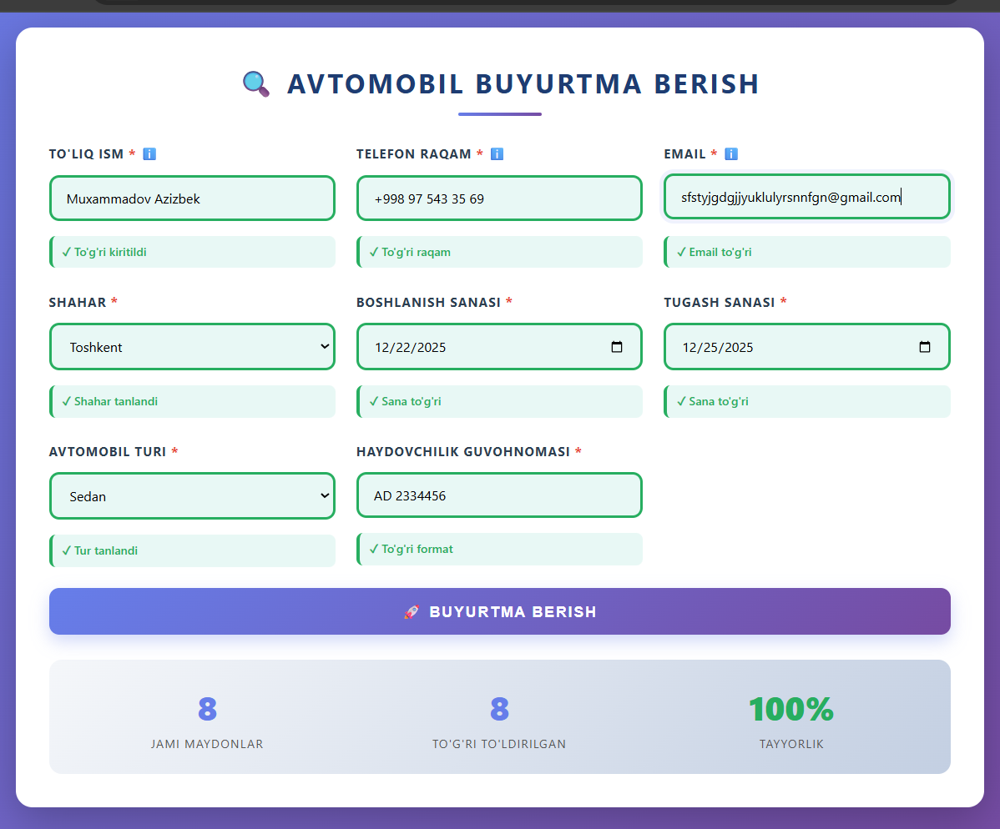 AVTOMOBIL BUYURTMA BERISH
TO'LIQ ISM *
TELEFON RAQAM *
EMAIL *
Muxammadov Azizbek
+998 97 543 35 69
sfstyjgdgjjyuklulyrsnnfgn@gmail.com
✓ To'g'ri kiritildi
✓ To'g'ri raqam
✓ Email to'g'ri
SHAHAR *
BOSHLANISH SANASI *
TUGASH SANASI *
Toshkent
12/22/2025
12/25/2025
✓ Shahar tanlandi
✓ Sana to'g'ri
✓ Sana to'g'ri
AVTOMOBIL TURI *
HAYDOVCHILIK GUVOHNOMASI *
Sedan
AD 2334456
✓ Tur tanlandi
✓ To'g'ri format
BUYURTMA BERISH
8
8
100%
JAMI MAYDONLAR
TO'G'RI TO'LDIRILGAN
TAYYORLIK